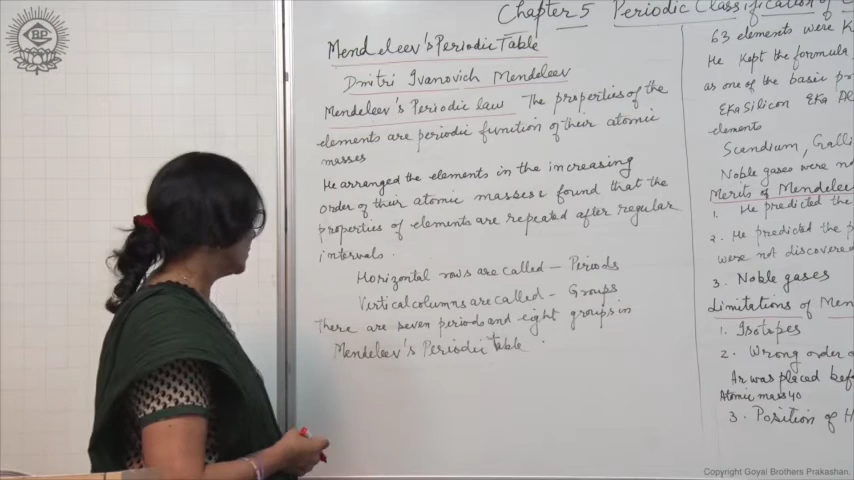 BP
Chapter 5 Periodic Classification of
Mendeleev's Periodic Table
Dmitri Ivanovich Mendeleev
Mendeleev's Periodic law The properties of the
elements are periodic function of their atomic
masses
He arranged the elements in the increasing
order of their atomic masses & found that the
properties of elements are repeated after regular
intervals.
Horizontal rows are called - Periods
Vertical columns are called - Groups
There are seven periods and eight groups in
Mendeleev's Periodic table.
63 elements were
He kept the formula
as one of the basic
EKa Silicon EKa Al
elements
Scandium, Galli
Noble gases were
Merits of Mendelee
1. He predicted the
2. He predicted the
were not discovered
3. Noble gases
Limitations of Men
1. Isotopes
2. Wrong order
Ar was placed bef
Atomic mass 40
3. Position of H
Copyright Goyal Brothers Prakashan.